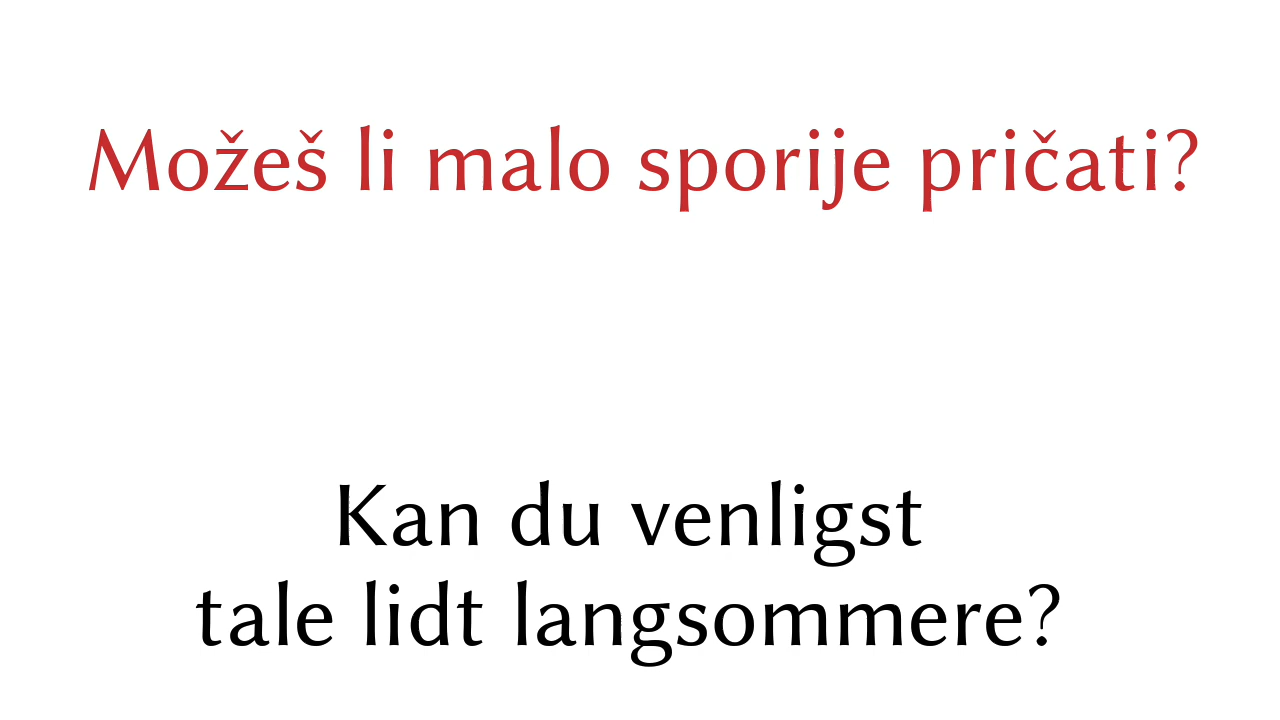 Možeš li malo sporije pričati?
Kan du venligst
tale lidt langsommere?